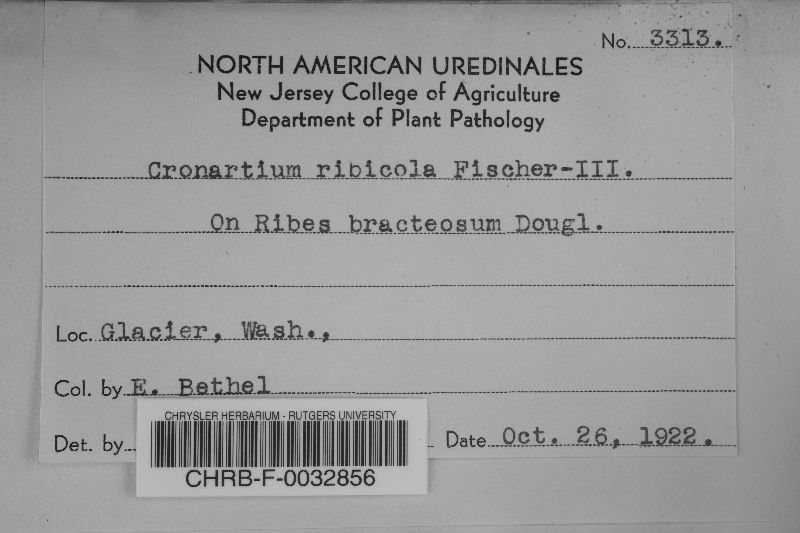 No. 3313.
NORTH AMERICAN UREDINALES
New Jersey College of Agriculture
Department of Plant Pathology
Cronartium ribicola Fischer-III.
On Ribes bracteosum Dougl.
Loc. Glacier, Wash.,
Col. by E. Bethel
Det. by
Date Oct. 26, 1922.
CHRYSLER HERBARIUM - RUTGERS UNIVERSITY
CHRB-F-0032856